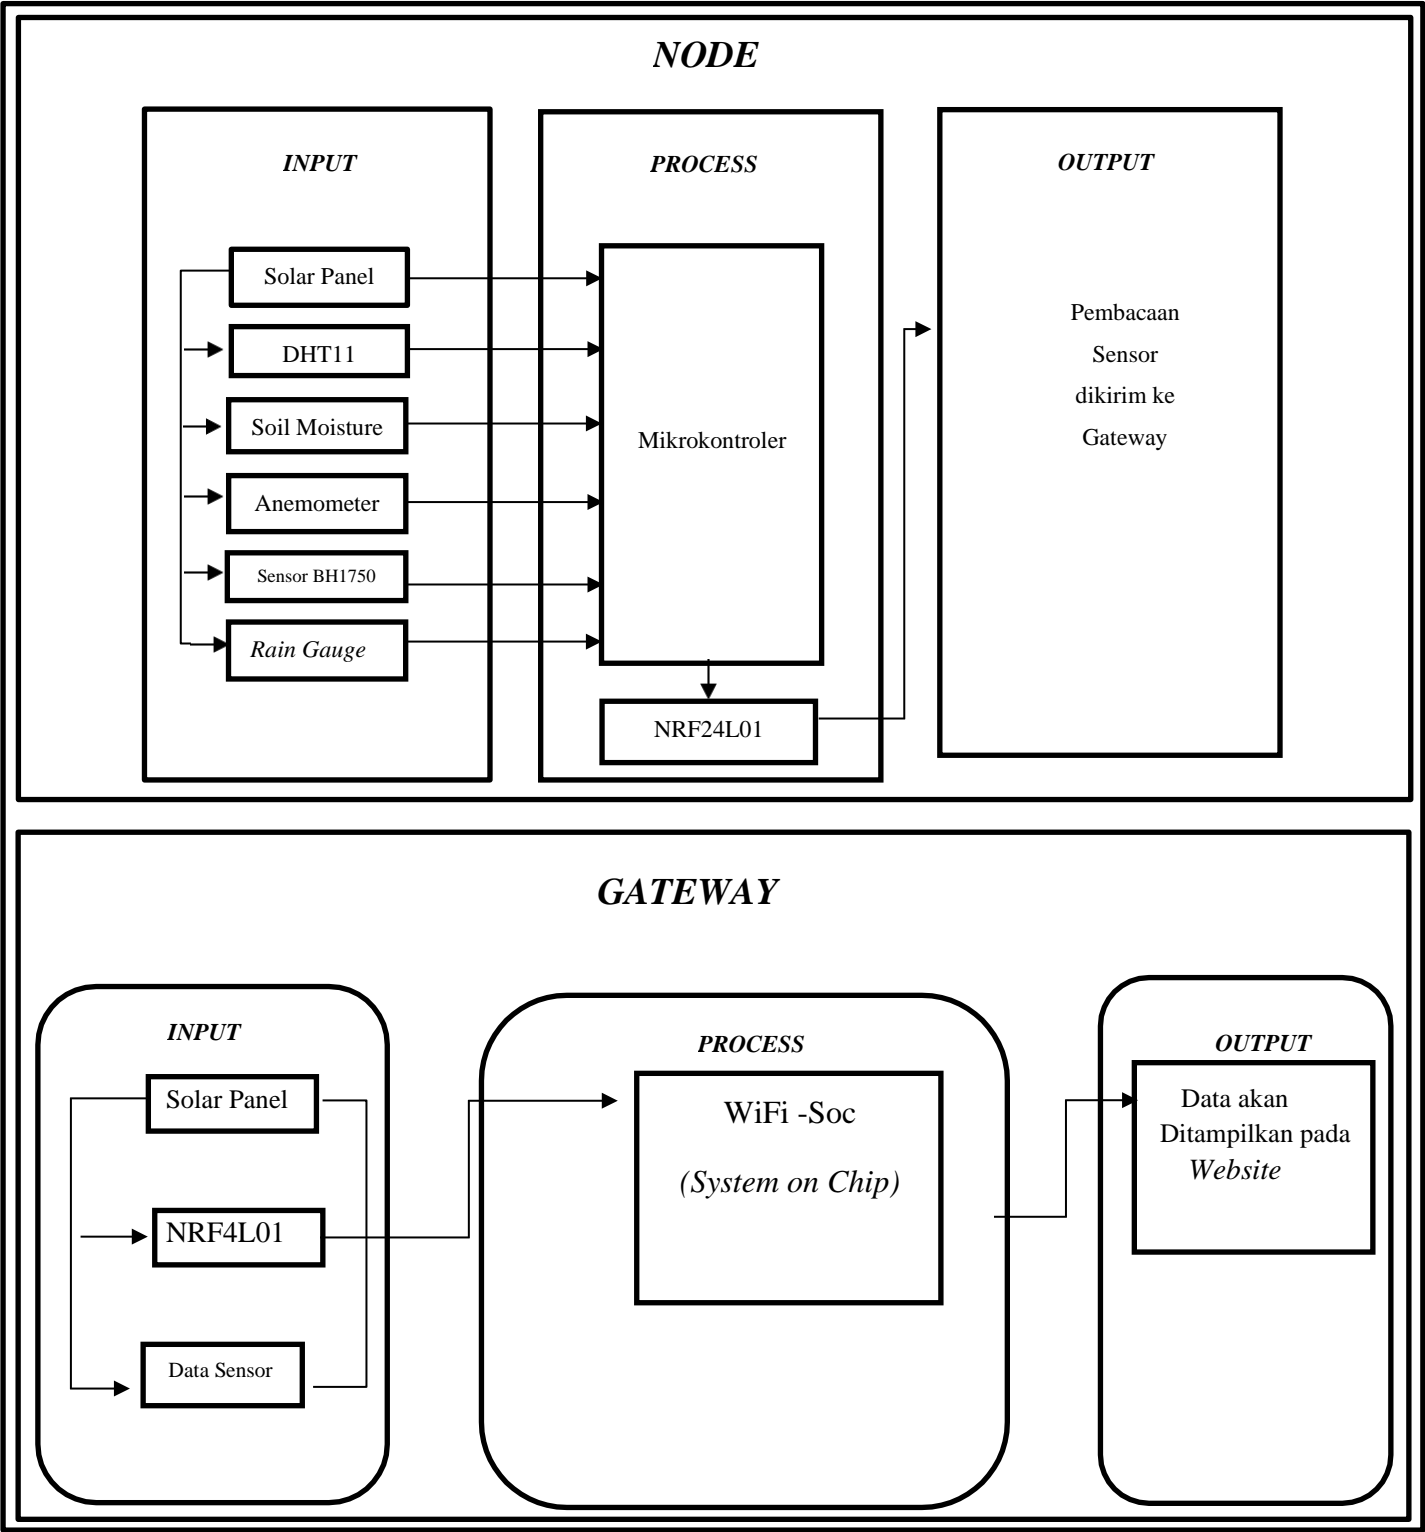 NODE
INPUT
Solar Panel
DHT11
Soil Moisture
Anemometer
Sensor BH1750
Rain Gauge
PROCESS
Mikrokontroler
NRF24L01
OUTPUT
Pembacaan
Sensor
dikirim ke
Gateway
GATEWAY
INPUT
Solar Panel
NRF4L01
Data Sensor
PROCESS
WiFi -Soc
(System on Chip)
OUTPUT
Data akan
Ditampilkan pada
Website